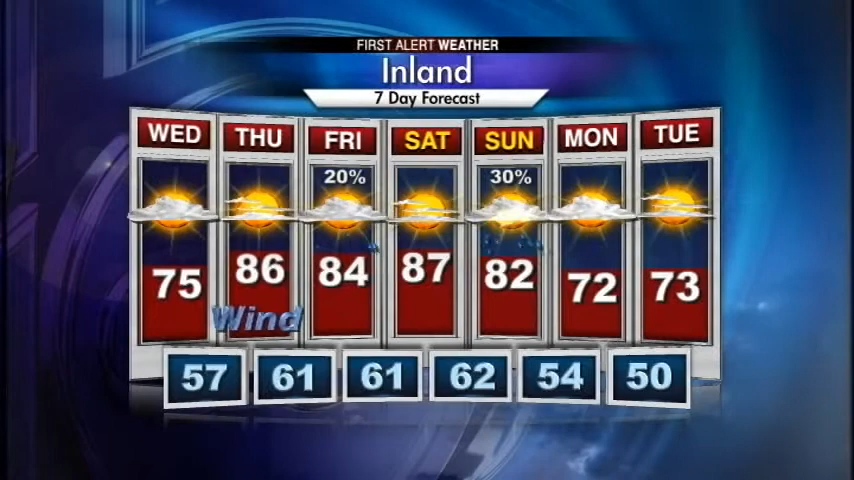 FIRST ALERT WEATHER
Inland
7 Day Forecast
WED THU FRI SAT SUN MON TUE
20% 30%
75 86 84 87 82 72 73
Wind
57 61 61 62 54 50